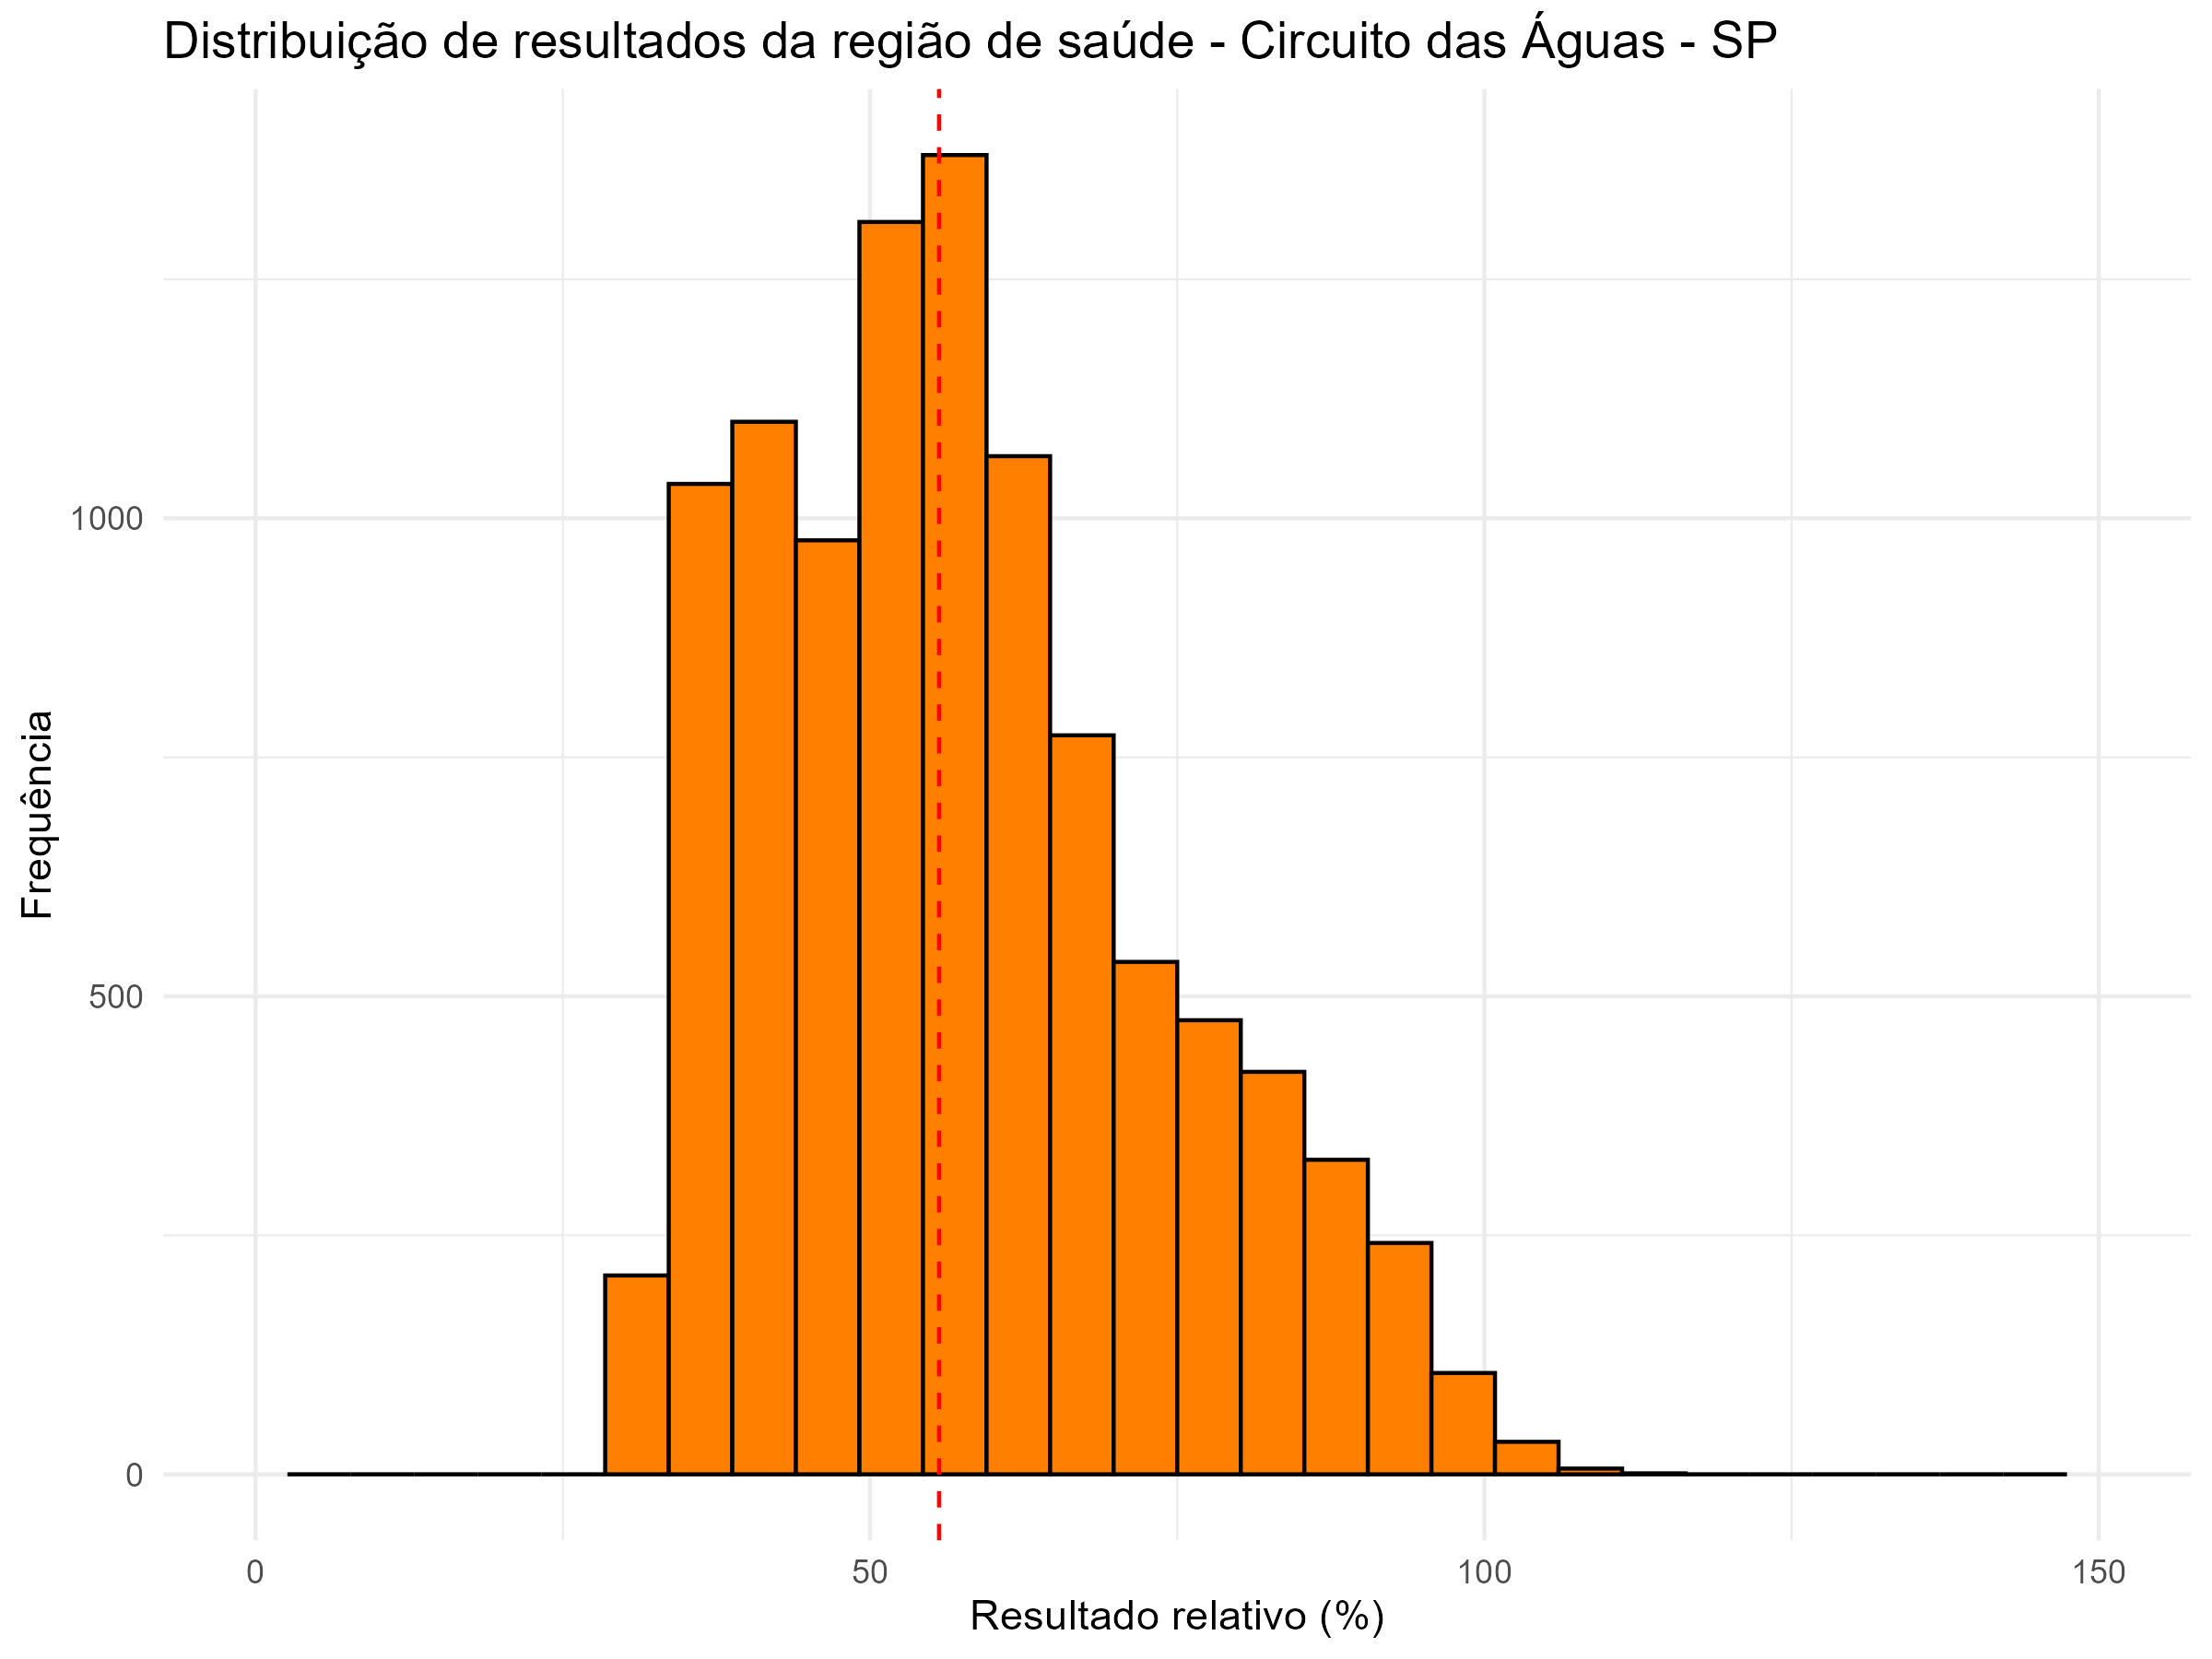 Distribuição de resultados da região de saúde - Circuito das Águas - SP
Frequência
1000
500
0
0
50
100
150
Resultado relativo (%)